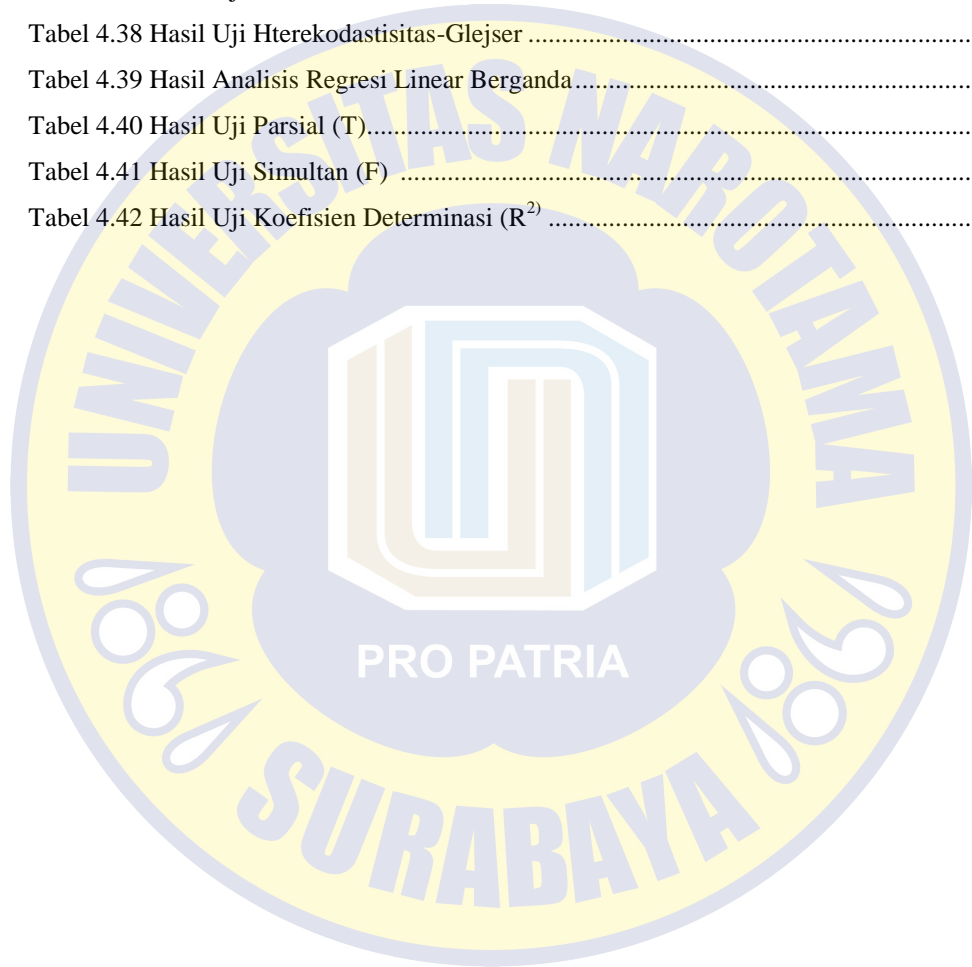 Tabel 4.38 Hasil Uji Hterekodastisitas-Glejser ...............................................................................
Tabel 4.39 Hasil Analisis Regresi Linear Berganda...............................................................................
Tabel 4.40 Hasil Uji Parsial (T)...............................................................................
Tabel 4.41 Hasil Uji Simultan (F) ...............................................................................
Tabel 4.42 Hasil Uji Koefisien Determinasi (R²⁾ ...............................................................................
UNIVERSITAS NAROTAMA
PRO PATRIA
SURABAYA